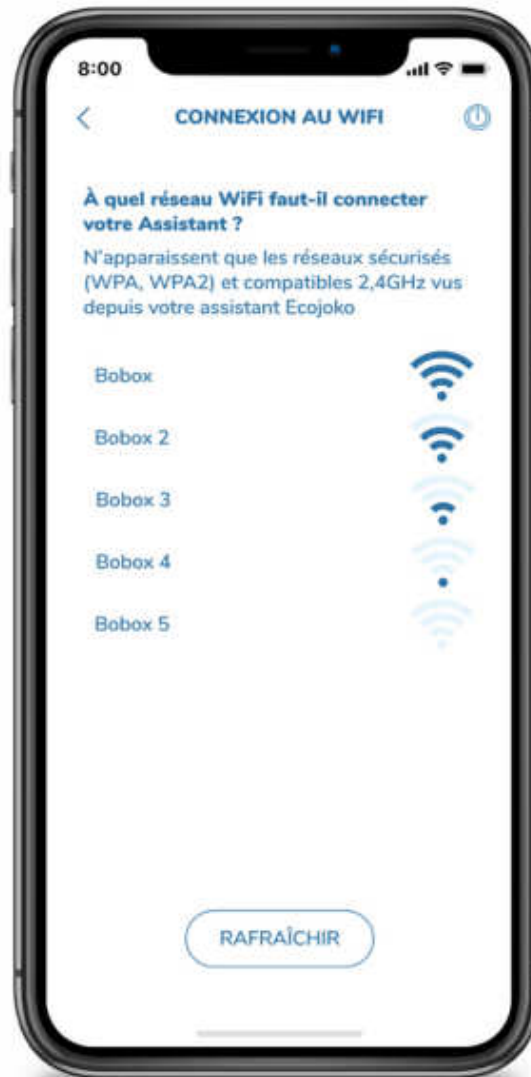 8:00
CONNEXION AU WIFI
À quel réseau WiFi faut-il connecter
votre Assistant ?
N'apparaissent que les réseaux sécurisés
(WPA, WPA2) et compatibles 2,4GHz vus
depuis votre assistant Ecojoko
Bobox
Bobox 2
Bobox 3
Bobox 4
Bobox 5
RAFRAÎCHIR